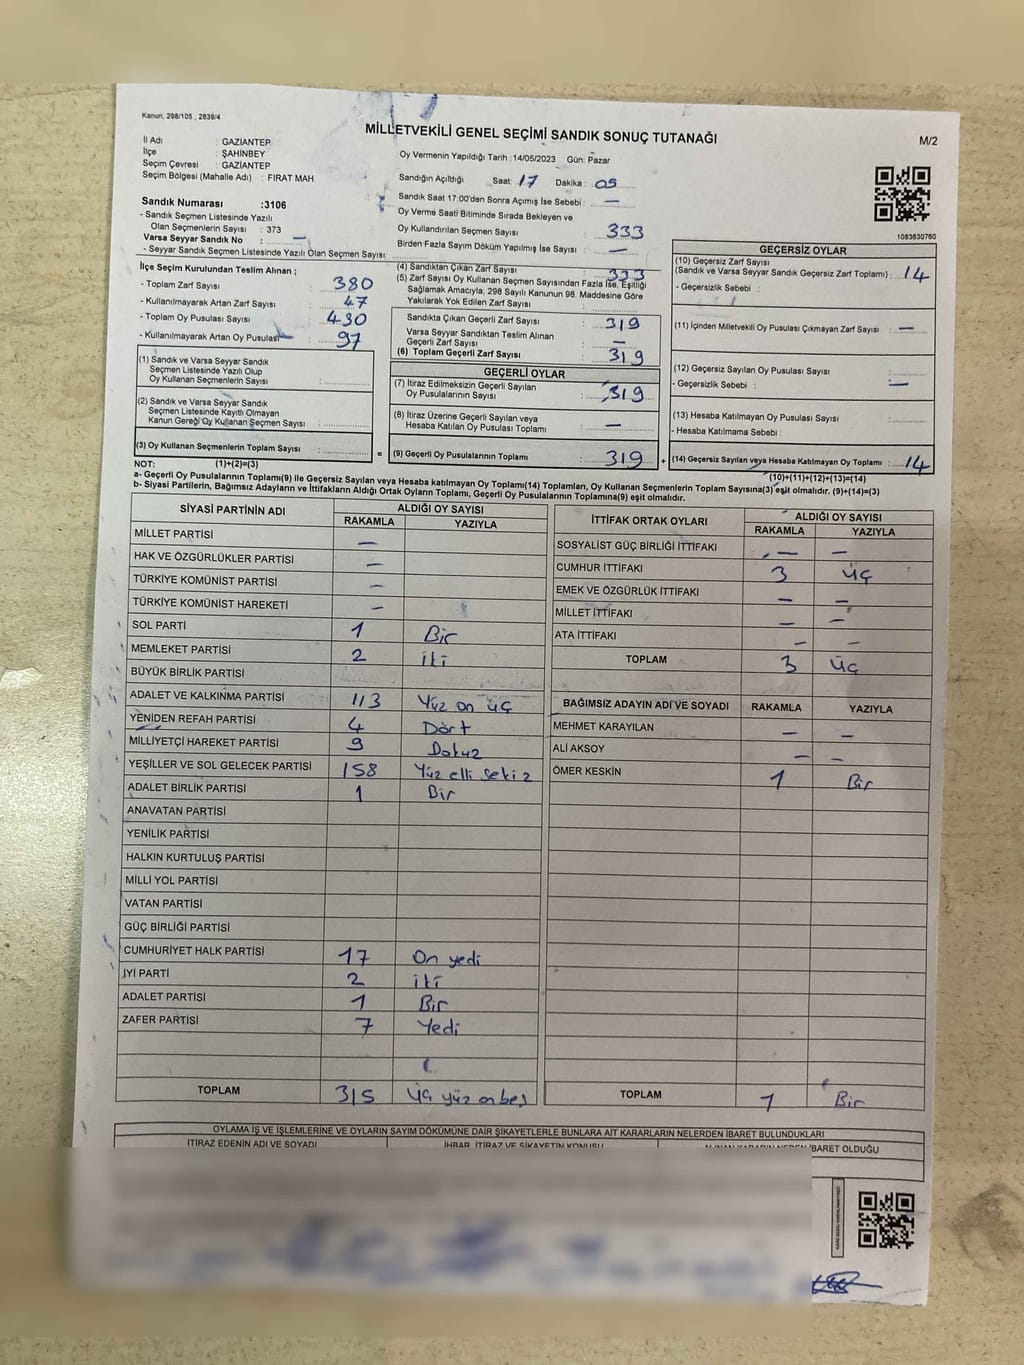 Kanun; 298/105 , 2839/4
MİLLETVEKİLİ GENEL SEÇİMİ SANDIK SONUÇ TUTANAĞI
M/2
İl Adı : GAZIANTEP
İlçe : ŞAHİNBEY
Seçim Çevresi : GAZIANTEP
Seçim Bölgesi (Mahalle Adı) : FIRAT MAH.
Oy Vermenin Yapıldığı Tarih : 14/05/2023 Gün: Pazar
Sandığın Açıldığı Saat: 17 Dakika : 05
Sandık Saat 17:00'den Sonra Açımış İse Sebebi : —
Oy Verme Saati Bitiminde Sırada Bekleyen ve
Oy Kullandırılan Seçmen Sayısı : 333
Birden Fazla Sayım Döküm Yapılmış İse Sayısı : —
1083630760
Sandık Numarası :3106
- Sandık Seçmen Listesinde Yazılı
Olan Seçmenlerin Sayısı : 373
Varsa Seyyar Sandık No : —
- Seyyar Sandık Seçmen Listesinde Yazılı Olan Seçmen Sayısı:
İlçe Seçim Kurulundan Teslim Alınan ;
- Toplam Zarf Sayısı : 380
- Kullanılmayarak Artan Zarf Sayısı : 47
- Toplam Oy Pusulası Sayısı : 430
- Kullanılmayarak Artan Oy Pusulası : 97
(1) Sandık ve Varsa Seyyar Sandık
Seçmen Listesinde Yazılı Olup
Oy Kullanan Seçmenlerin Sayısı :
(2) Sandık ve Varsa Seyyar Sandık
Seçmen Listesinde Kayıtlı Olmayan
Kanun Gereği Oy Kullanan Seçmen Sayısı :
(3) Oy Kullanan Seçmenlerin Toplam Sayısı :
(4) Sandıktan Çıkan Zarf Sayısı : 333
(5) Zarf Sayısı Oy Kullanan Seçmen Sayısından Fazla İse, Eşitliği
Sağlamak Amacıyla, 298 Sayılı Kanunun 98. Maddesine Göre
Yakılarak Yok Edilen Zarf Sayısı :
Sandıkta Çıkan Geçerli Zarf Sayısı : 319
Varsa Seyyar Sandıktan Teslim Alınan
Geçerli Zarf Sayısı : —
(6) Toplam Geçerli Zarf Sayısı : 319
GEÇERLİ OYLAR
(7) İtiraz Edilmeksizin Geçerli Sayılan
Oy Pusulalarının Sayısı : 319
(8) İtiraz Üzerine Geçerli Sayılan veya
Hesaba Katılan Oy Pusulası Toplamı : —
= (9) Geçerli Oy Pusulalarının Toplamı : 319 +
GEÇERSİZ OYLAR
(10) Geçersiz Zarf Sayısı
(Sandık ve Varsa Seyyar Sandık Geçersiz Zarf Toplamı) : 14
- Geçersizlik Sebebi :
(11) İçinden Milletvekili Oy Pusulası Çıkmayan Zarf Sayısı : —
(12) Geçersiz Sayılan Oy Pusulası Sayısı :
- Geçersizlik Sebebi : —
(13) Hesaba Katılmayan Oy Pusulası Sayısı :
- Hesaba Katılmama Sebebi :
(14) Geçersiz Sayılan veya Hesaba Katılmayan Oy Toplamı : 14
NOT: (1)+(2)=(3) (10)+(11)+(12)+(13)=(14)
a- Geçerli Oy Pusulalarının Toplamı(9) ile Geçersiz Sayılan veya Hesaba katılmayan Oy Toplamı(14) Toplamları, Oy Kullanan Seçmenlerin Toplam Sayısına(3) eşit olmalıdır. (9)+(14)=(3)
b- Siyasi Partilerin, Bağımsız Adayların ve İttifakların Aldığı Ortak Oyların Toplamı, Geçerli Oy Pusulalarının Toplamına(9) eşit olmalıdır.
SİYASİ PARTİNİN ADI ALDIĞI OY SAYISI
RAKAMLA YAZIYLA
MİLLET PARTİSİ —
HAK VE ÖZGÜRLÜKLER PARTİSİ —
TÜRKİYE KOMÜNİST PARTİSİ —
TÜRKİYE KOMÜNİST HAREKETİ —
SOL PARTİ 1 Bir
MEMLEKET PARTİSİ 2 iki
BÜYÜK BİRLİK PARTİSİ
ADALET VE KALKINMA PARTİSİ 113 Yüz on üç
YENİDEN REFAH PARTİSİ 4 Dört
MİLLİYETÇİ HAREKET PARTİSİ 9 Dokuz
YEŞİLLER VE SOL GELECEK PARTİSİ 158 Yüz elli sekiz
ADALET BİRLİK PARTİSİ 1 Bir
ANAVATAN PARTİSİ
YENİLİK PARTİSİ
HALKIN KURTULUŞ PARTİSİ
MİLLİ YOL PARTİSİ
VATAN PARTİSİ
GÜÇ BİRLİĞİ PARTİSİ
CUMHURİYET HALK PARTİSİ 17 On yedi
İYİ PARTİ 2 iki
ADALET PARTİSİ 1 Bir
ZAFER PARTİSİ 7 Yedi
TOPLAM 315 Üç yüz onbeş
İTTİFAK ORTAK OYLARI ALDIĞI OY SAYISI
RAKAMLA YAZIYLA
SOSYALİST GÜÇ BİRLİĞİ İTTİFAKI — —
CUMHUR İTTİFAKI 3 üç
EMEK VE ÖZGÜRLÜK İTTİFAKI — —
MİLLET İTTİFAKI — —
ATA İTTİFAKI — —
TOPLAM 3 üç
BAĞIMSIZ ADAYIN ADI VE SOYADI RAKAMLA YAZIYLA
MEHMET KARAYILAN — —
ALİ AKSOY — —
ÖMER KESKİN 1 Bir
TOPLAM 1 Bir
OYLAMA İŞ VE İŞLEMLERİNE VE OYLARIN SAYIM DÖKÜMÜNE DAİR ŞİKAYETLERLE BUNLARA AİT KARARLARIN NELERDEN İBARET BULUNDUKLARI
İTİRAZ EDENİN ADI VE SOYADI İHBAR, İTİRAZ VE ŞİKAYETİN KONUSU ALINAN KARARIN NEDEN İBARET OLDUĞU